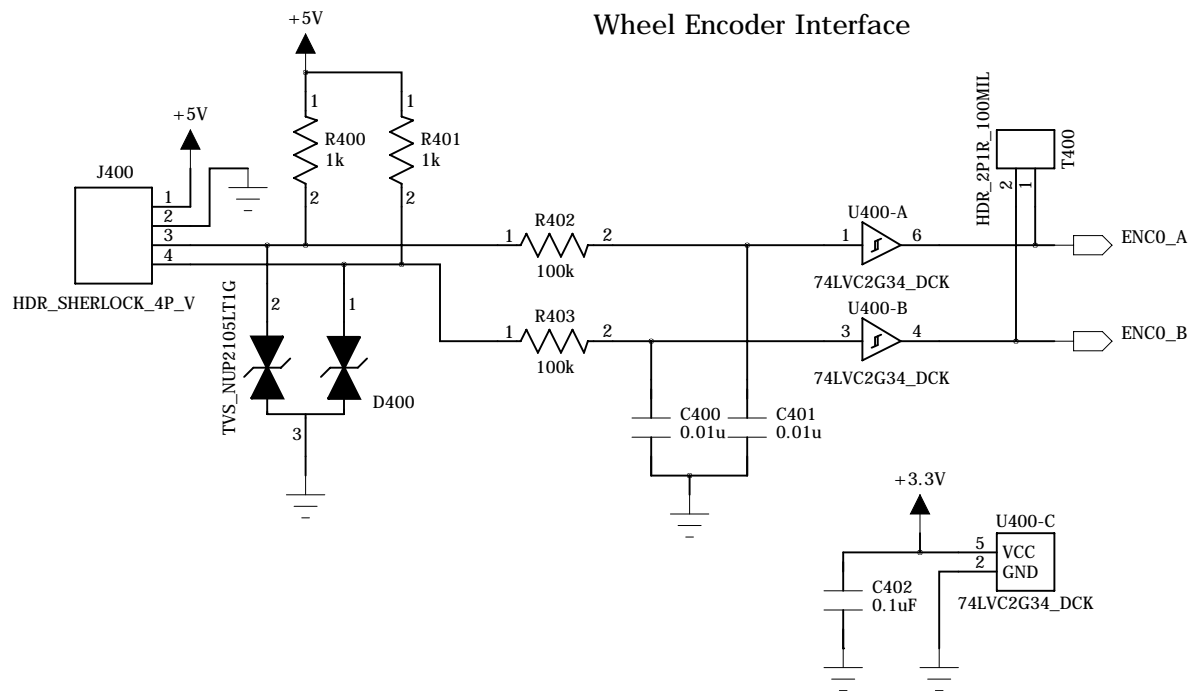 Wheel Encoder Interface
+5V
+5V
1
R400
1k
2
1
R401
1k
2
J400
1
2
3
4
HDR_SHERLOCK_4P_V
2
1
TVS_NUP2105LT1G
D400
3
1
R402
2
100k
1
R403
2
100k
C400
0.01u
C401
0.01u
U400-A
1
6
74LVC2G34_DCK
U400-B
3
4
74LVC2G34_DCK
HDR_2P1R_100MIL
T400
2
1
ENC0_A
ENC0_B
+3.3V
U400-C
5
VCC
2
GND
74LVC2G34_DCK
C402
0.1uF